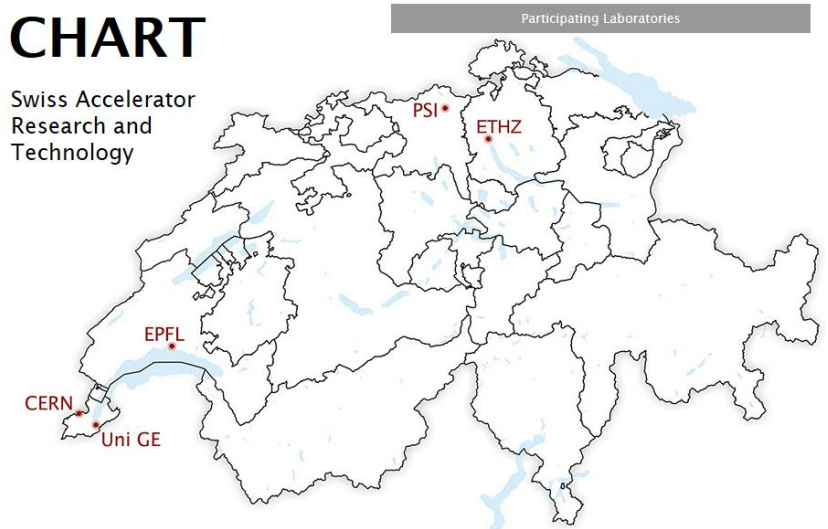 CHART
Participating Laboratories
Swiss Accelerator
Research and
Technology
PSI
ETHZ
EPFL
CERN
Uni GE